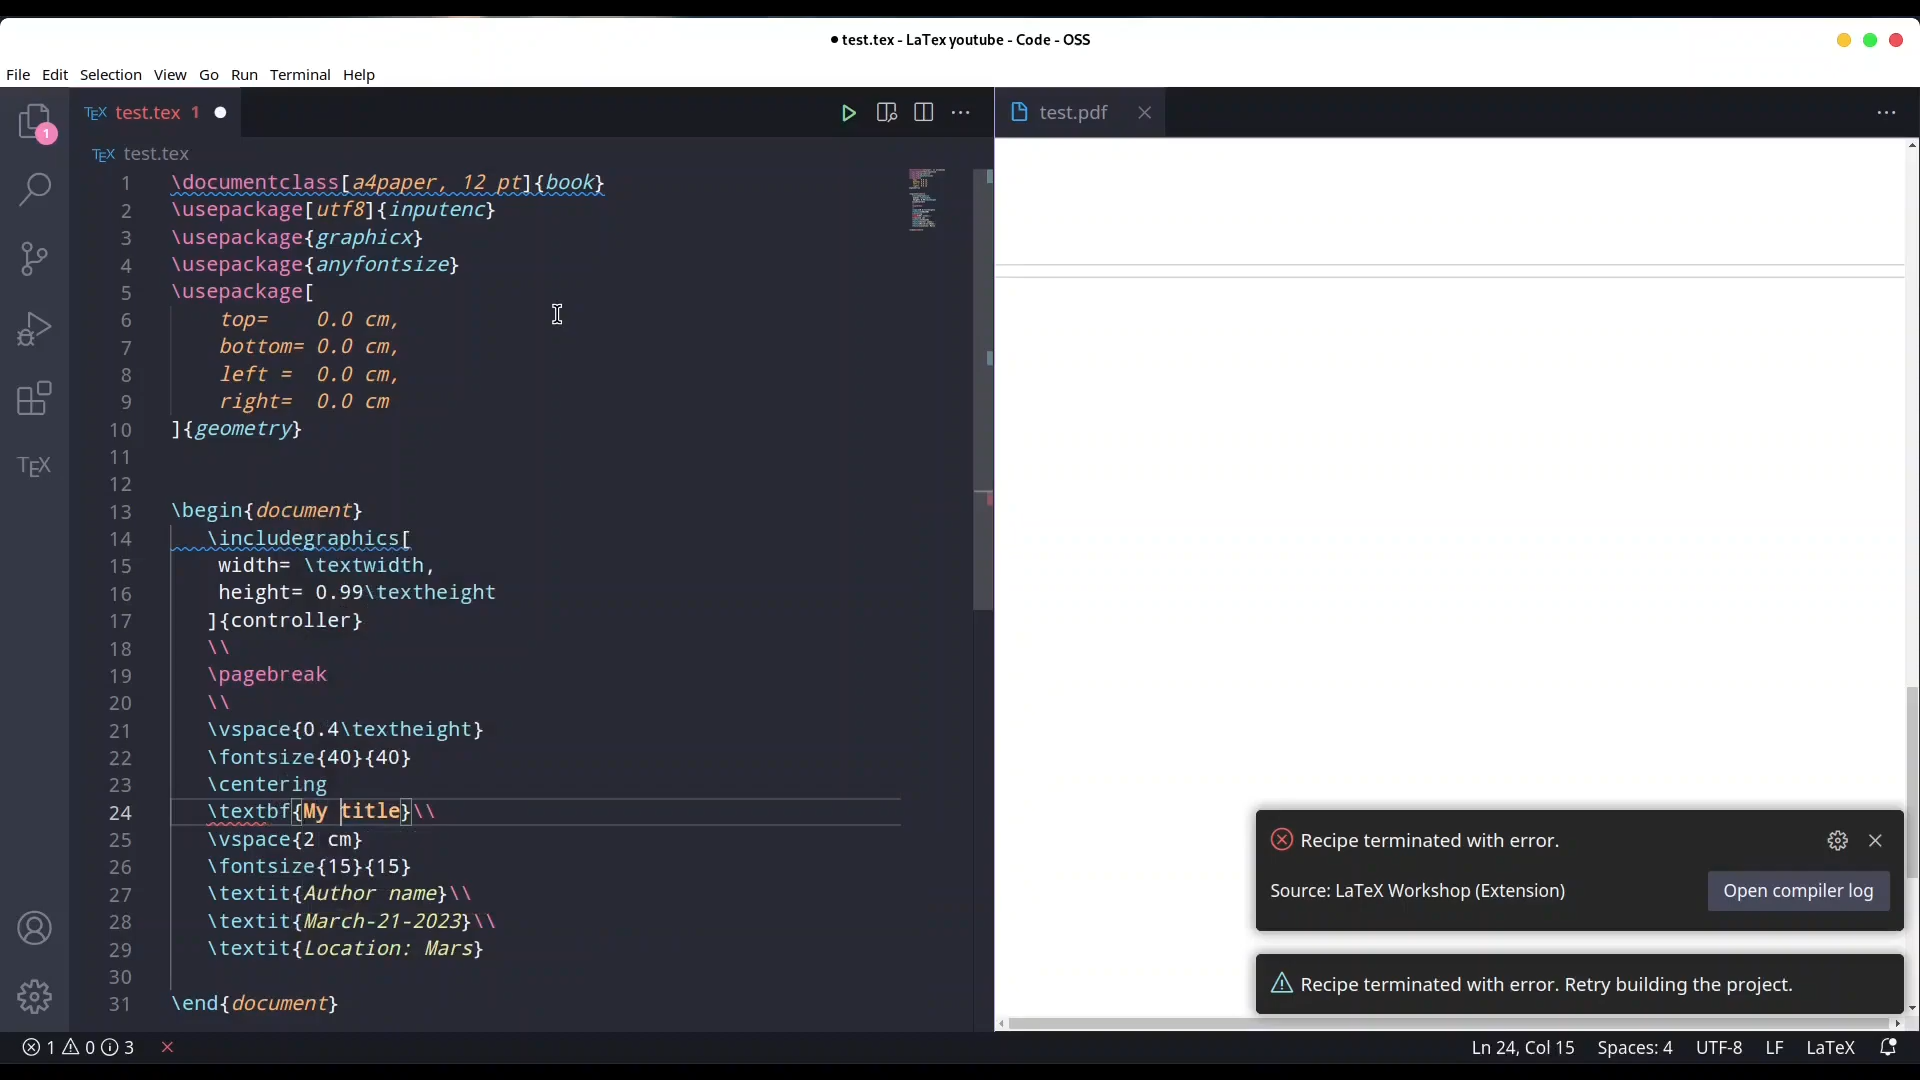 ● test.tex - LaTex youtube - Code - OSS
File Edit Selection View Go Run Terminal Help
TEX test.tex 1 ●
test.pdf
TEX test.tex
1
1 \documentclass[a4paper, 12 pt]{book}
2 \usepackage[utf8]{inputenc}
3 \usepackage{graphicx}
4 \usepackage{anyfontsize}
5 \usepackage[
6 top= 0.0 cm,
7 bottom= 0.0 cm,
8 left = 0.0 cm,
9 right= 0.0 cm
10 ]{geometry}
11
12
13 \begin{document}
14 \includegraphics[
15 width= \textwidth,
16 height= 0.99\textheight
17 ]{controller}
18 \\
19 \pagebreak
20 \\
21 \vspace{0.4\textheight}
22 \fontsize{40}{40}
23 \centering
24 \textbf{My title}\\
25 \vspace{2 cm}
26 \fontsize{15}{15}
27 \textit{Author name}\\
28 \textit{March-21-2023}\\
29 \textit{Location: Mars}
30
31 \end{document}
TEX
Recipe terminated with error.
Source: LaTeX Workshop (Extension)
Open compiler log
Recipe terminated with error. Retry building the project.
1 0 3
Ln 24, Col 15 Spaces: 4 UTF-8 LF LaTeX